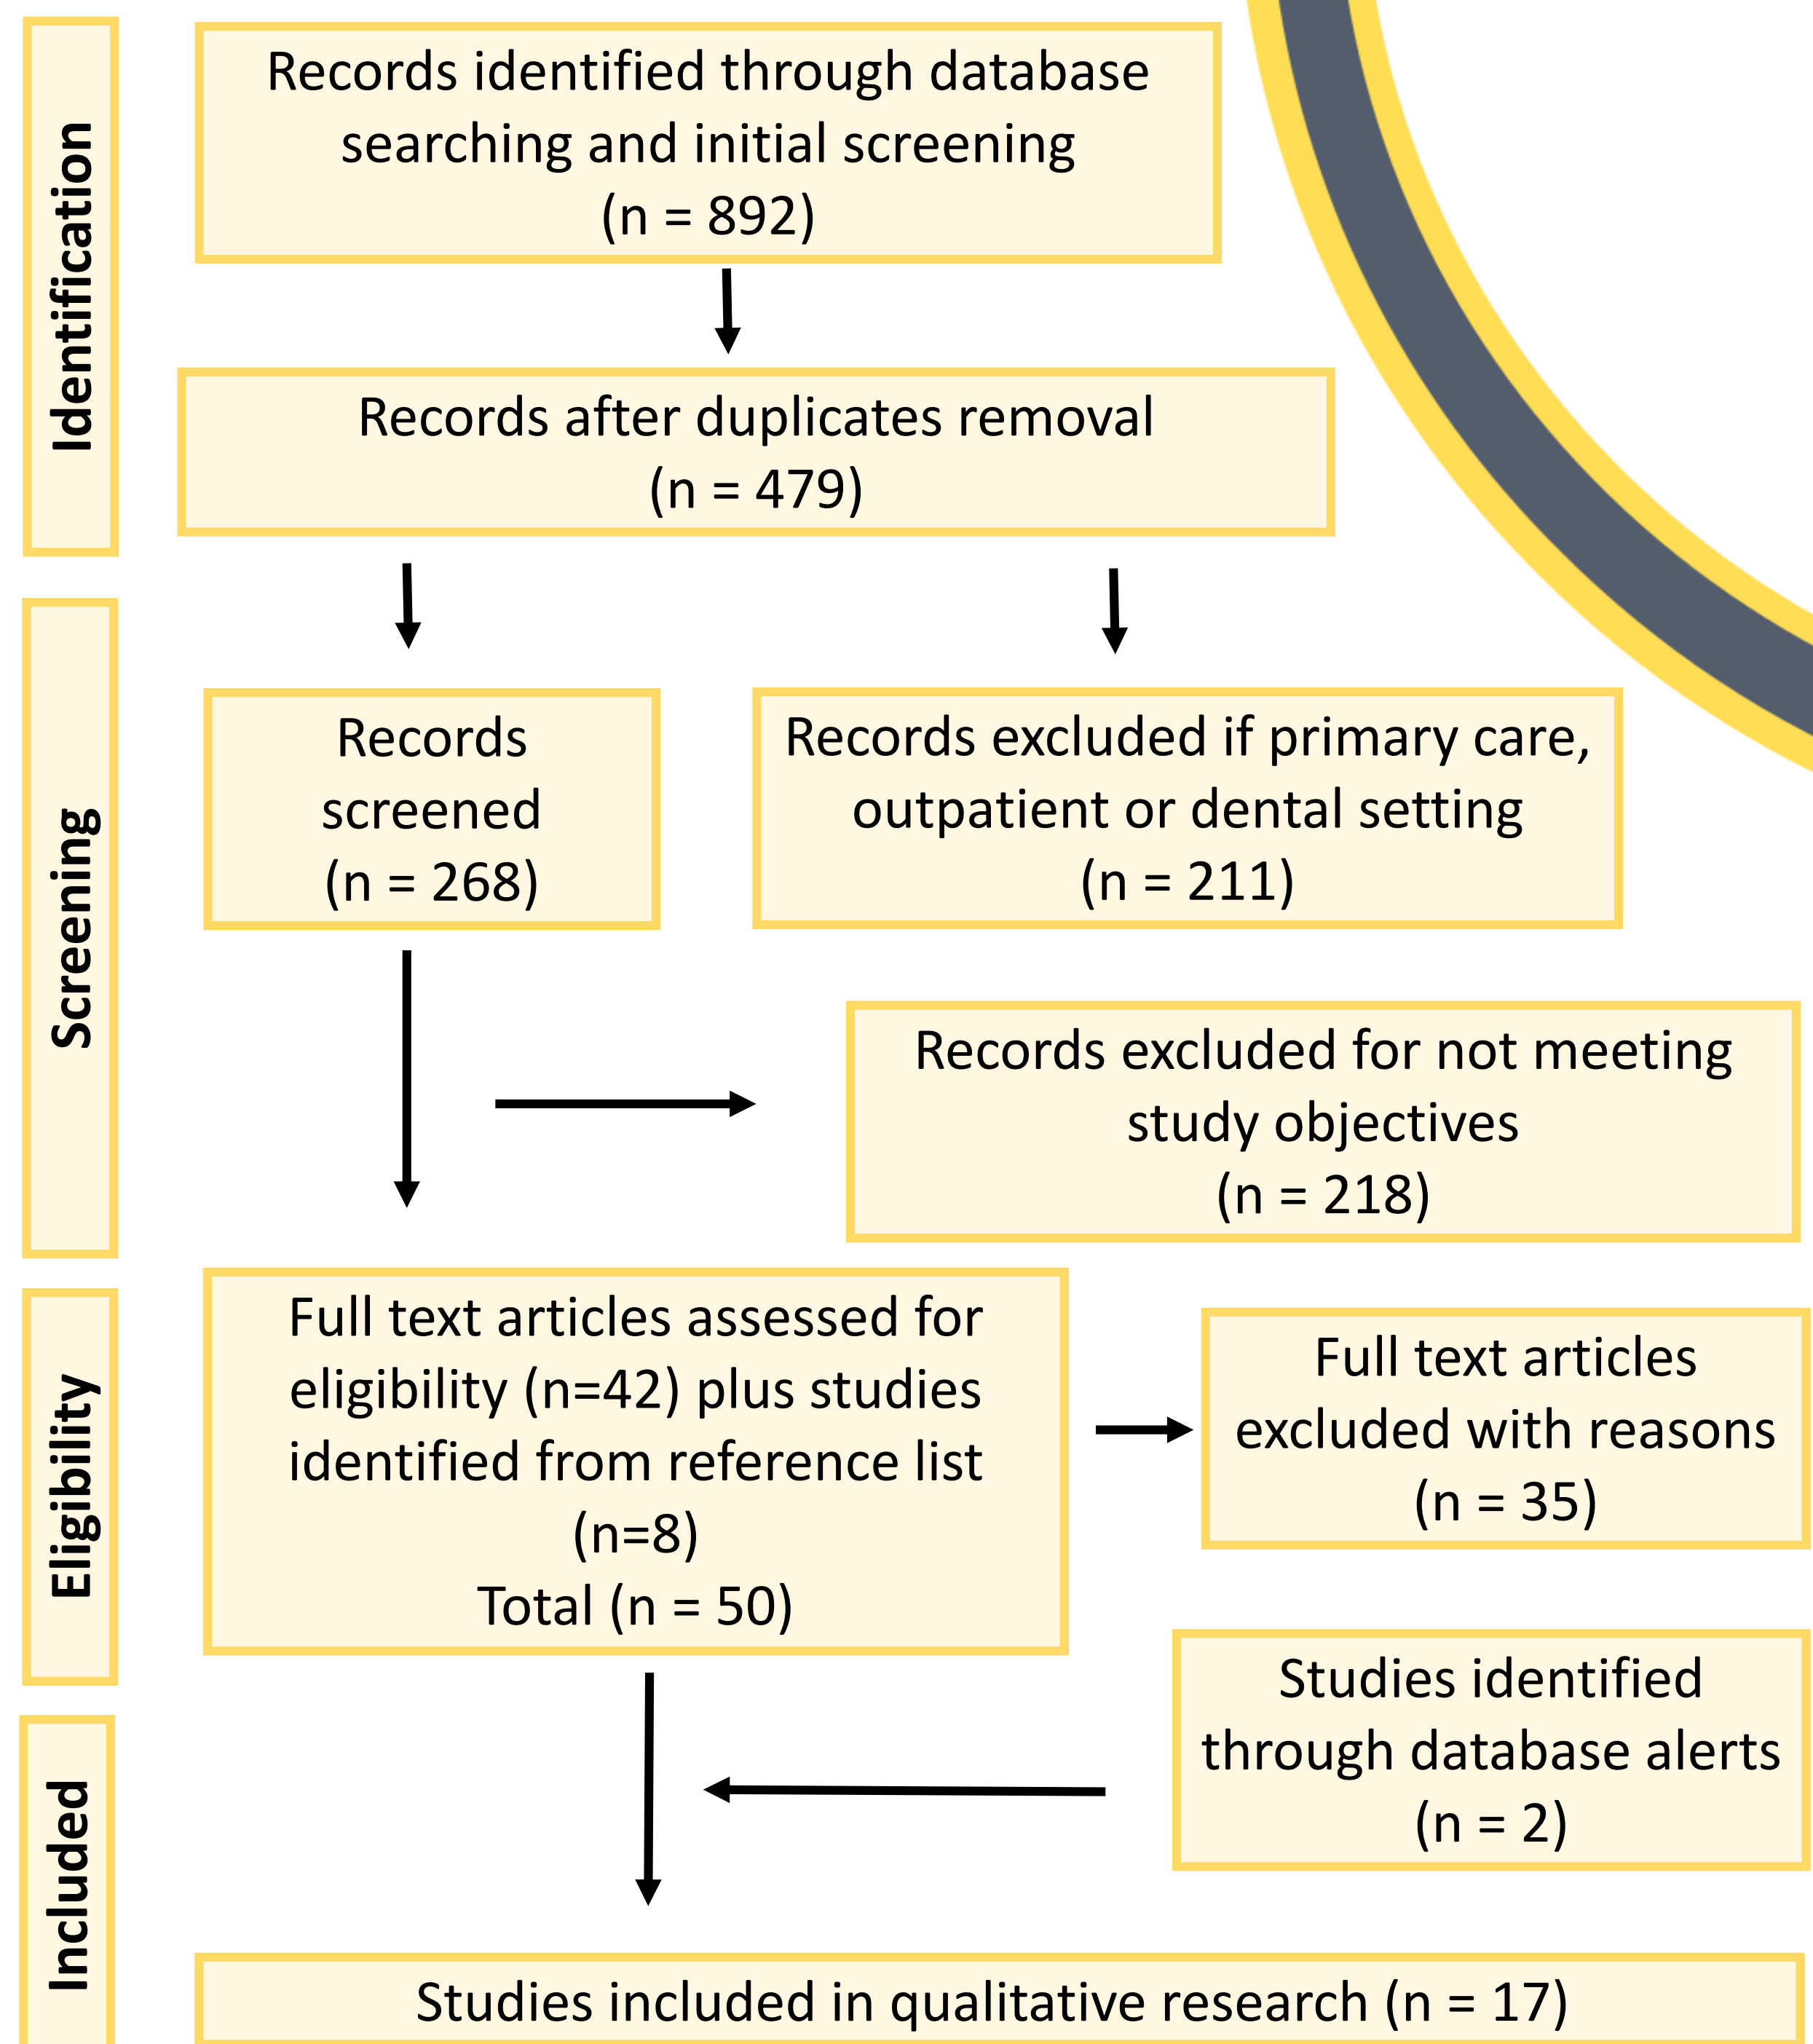 Identification
Records identified through database
searching and initial screening
(n = 892)
Records after duplicates removal
(n = 479)
Screening
Records
screened
(n = 268)
Records excluded if primary care,
outpatient or dental setting
(n = 211)
Records excluded for not meeting
study objectives
(n = 218)
Eligibility
Full text articles assessed for
eligibility (n=42) plus studies
identified from reference list
(n=8)
Total (n = 50)
Full text articles
excluded with reasons
(n = 35)
Included
Studies identified
through database alerts
(n = 2)
Studies included in qualitative research (n = 17)